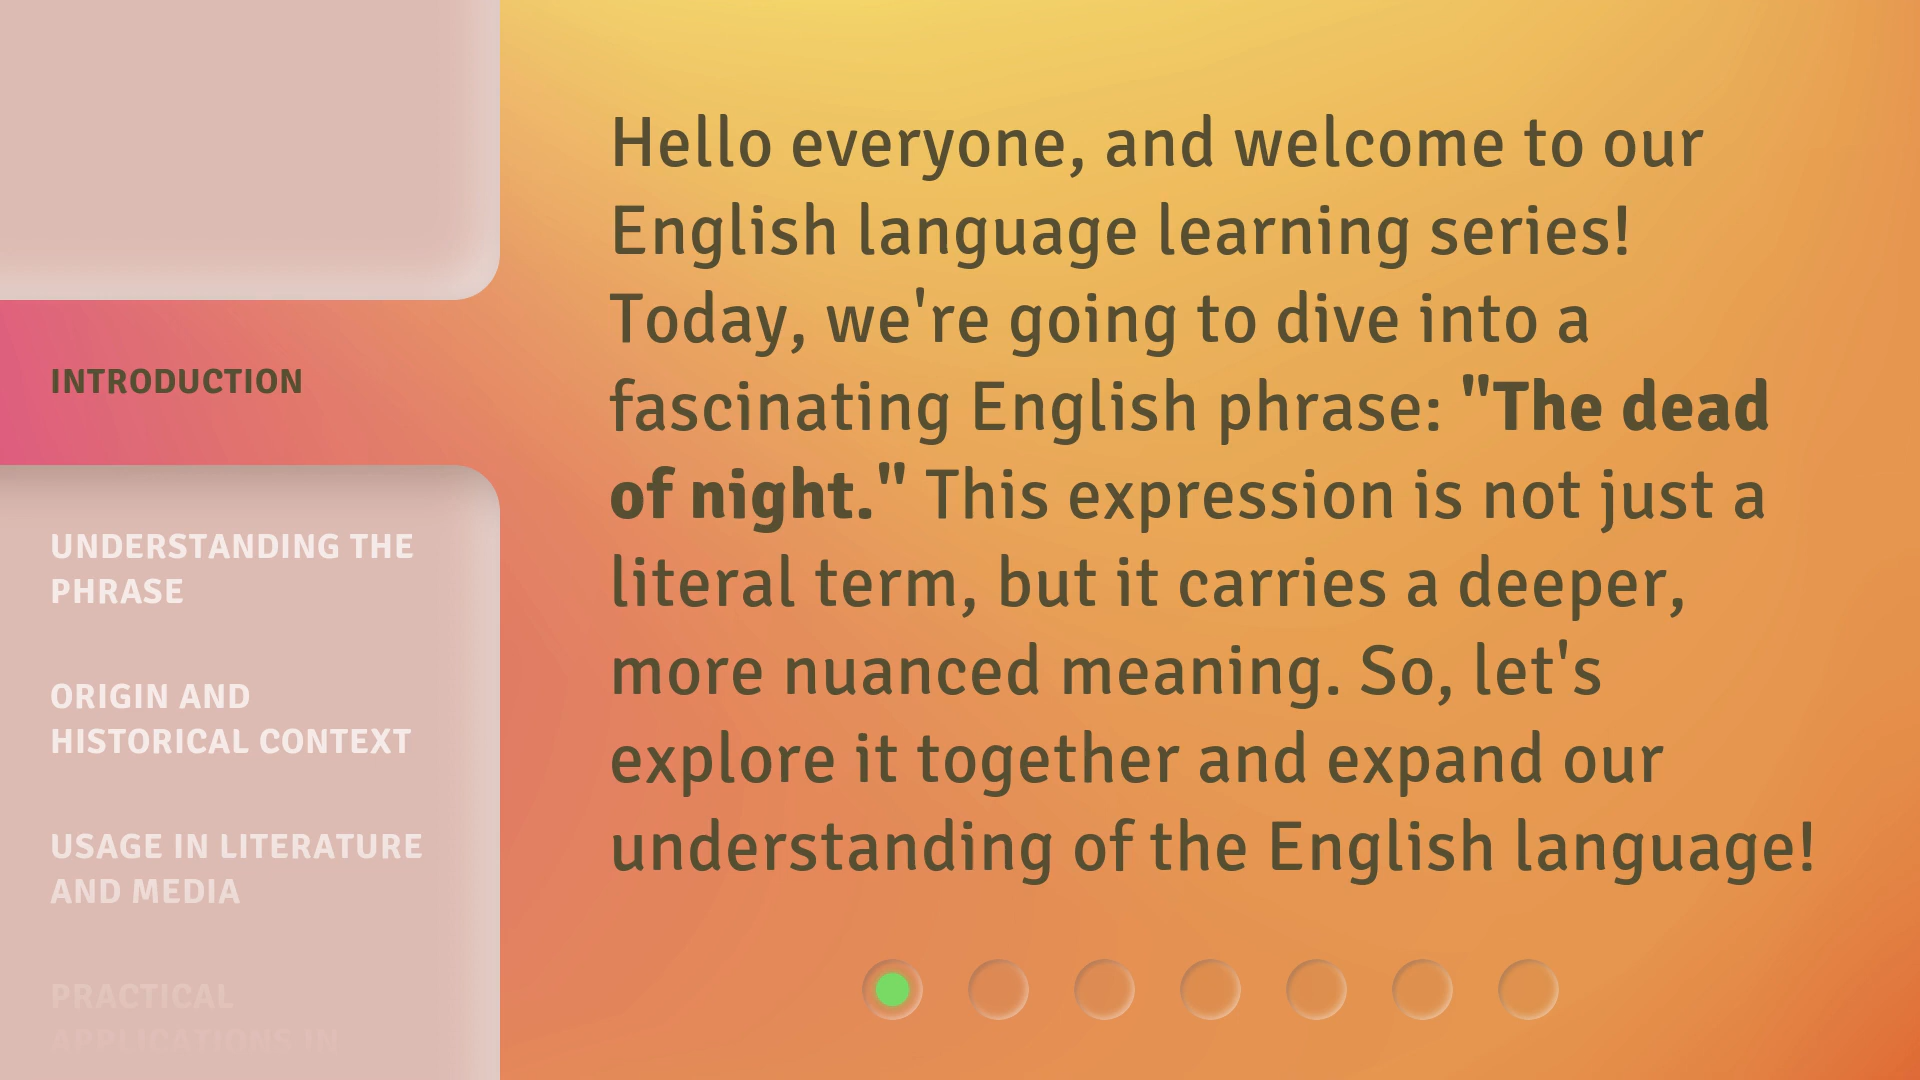 INTRODUCTION
UNDERSTANDING THE
PHRASE
ORIGIN AND
HISTORICAL CONTEXT
USAGE IN LITERATURE
AND MEDIA
PRACTICAL
APPLICATIONS IN
Hello everyone, and welcome to our
English language learning series!
Today, we're going to dive into a
fascinating English phrase: "The dead
of night." This expression is not just a
literal term, but it carries a deeper,
more nuanced meaning. So, let's
explore it together and expand our
understanding of the English language!